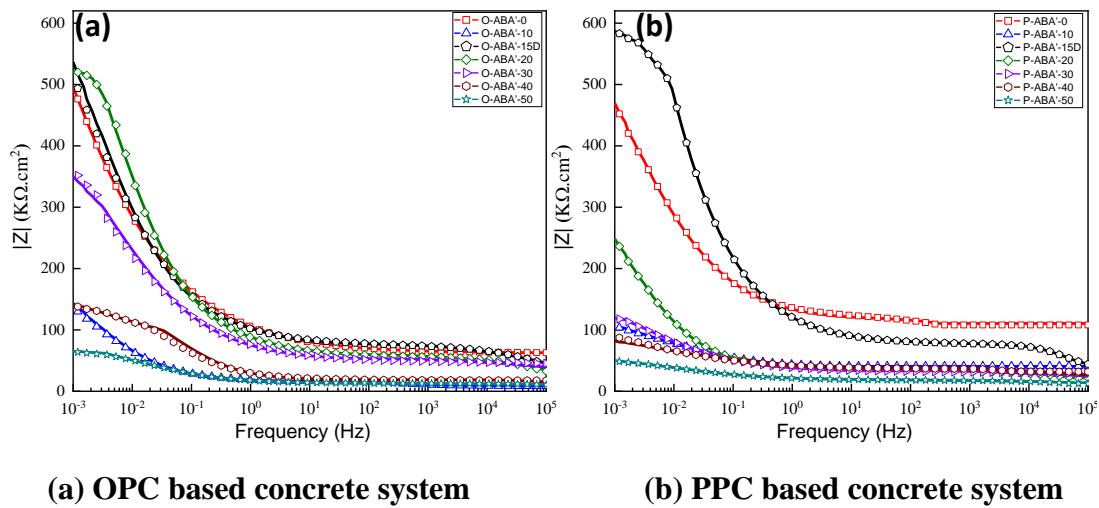 (a)
600
500
400
300
200
100
0
|Z| (KΩ.cm²)
O-ABA'-0
O-ABA'-10
O-ABA'-15D
O-ABA'-20
O-ABA'-30
O-ABA'-40
O-ABA'-50
10⁻³ 10⁻² 10⁻¹ 10⁰ 10¹ 10² 10³ 10⁴ 10⁵
Frequency (Hz)
(b)
600
500
400
300
200
100
0
|Z| (KΩ.cm²)
P-ABA'-0
P-ABA'-10
P-ABA'-15D
P-ABA'-20
P-ABA'-30
P-ABA'-40
P-ABA'-50
10⁻³ 10⁻² 10⁻¹ 10⁰ 10¹ 10² 10³ 10⁴ 10⁵
Frequency (Hz)
(a) OPC based concrete system
(b) PPC based concrete system